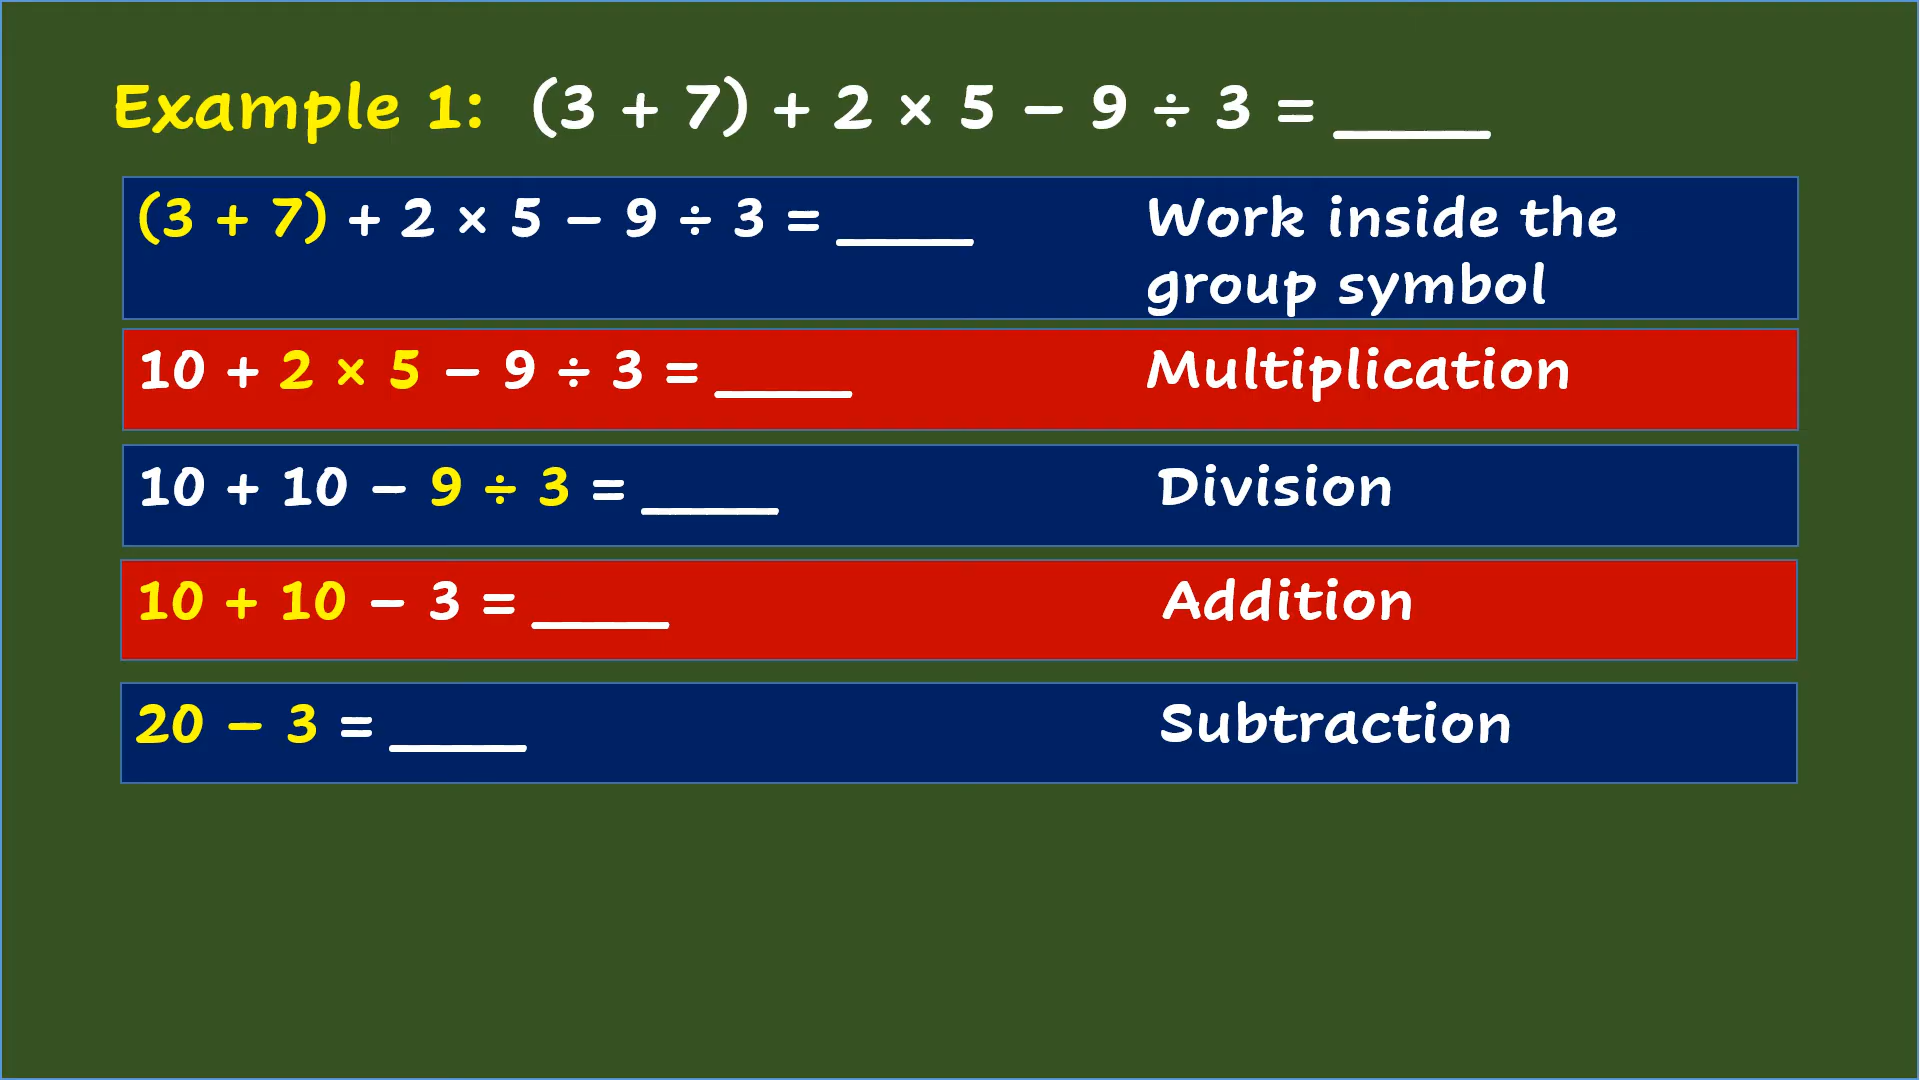 Example 1: (3 + 7) + 2 × 5 – 9 ÷ 3 = ____
(3 + 7) + 2 × 5 – 9 ÷ 3 = ____ Work inside the
group symbol
10 + 2 × 5 – 9 ÷ 3 = ____ Multiplication
10 + 10 – 9 ÷ 3 = ____ Division
10 + 10 – 3 = ____ Addition
20 – 3 = ____ Subtraction